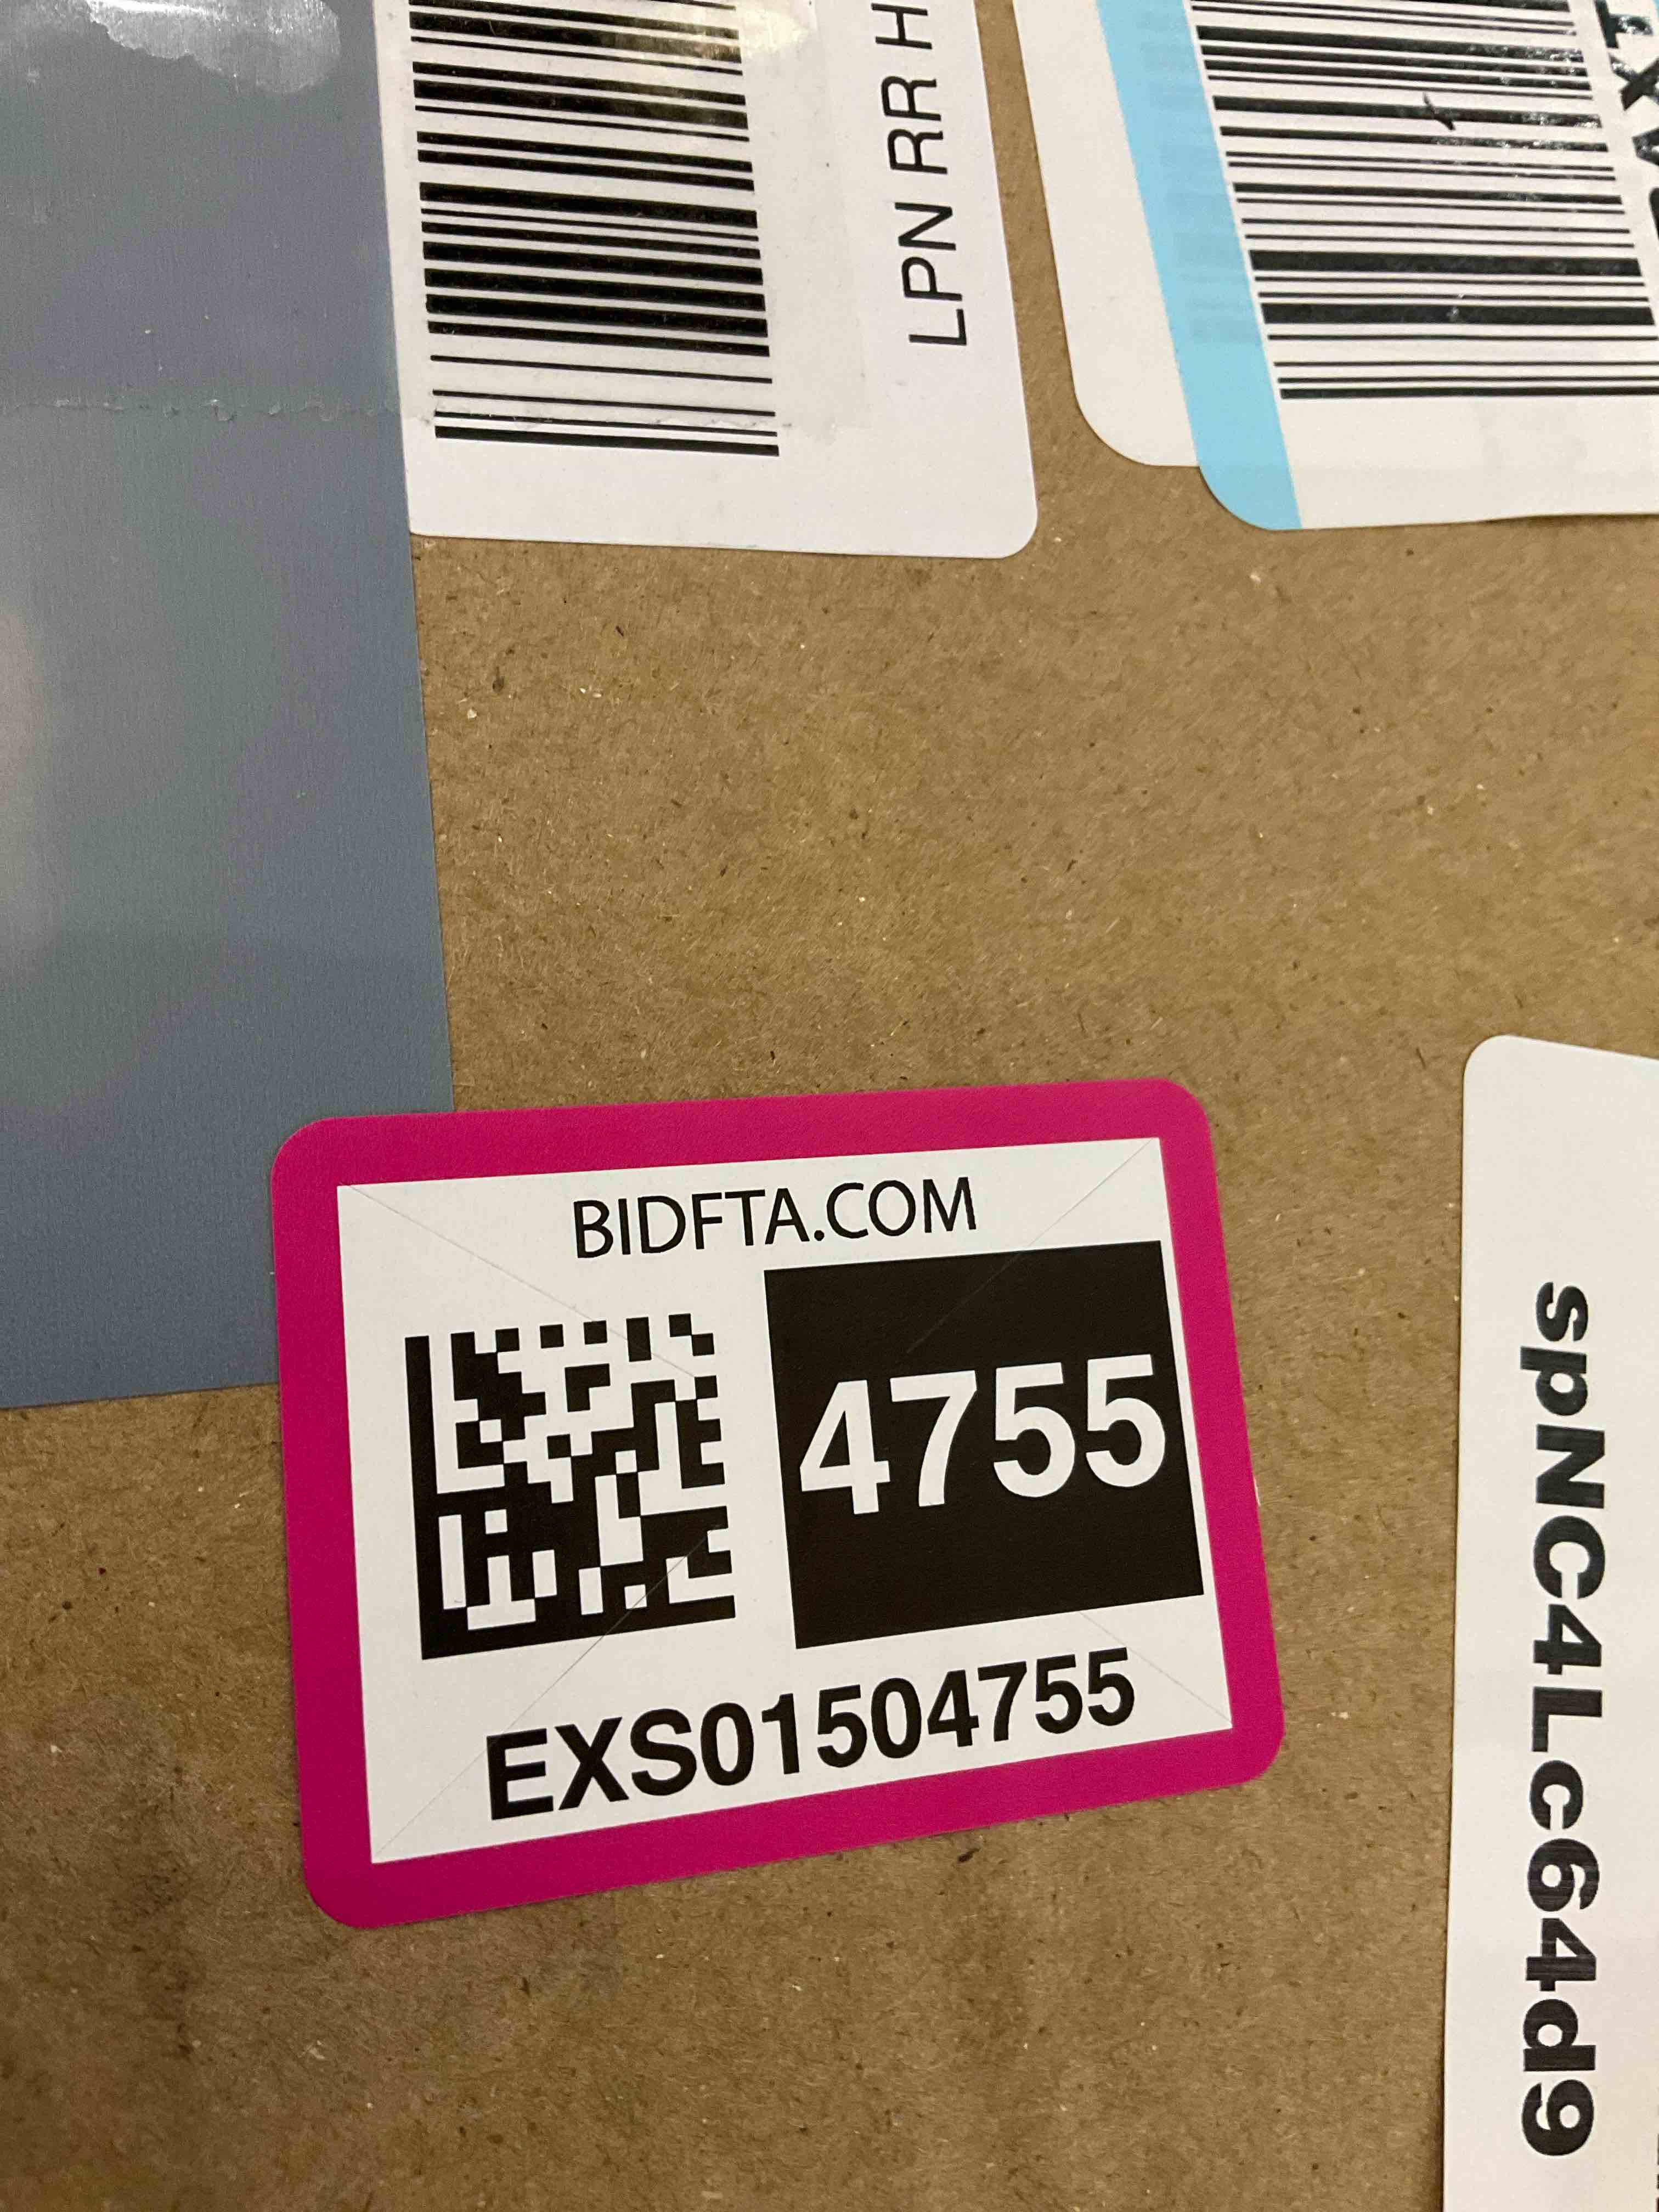 LPN RR H
BIDFTA.COM
4755
EXS01504755
spNC4Lc64d9